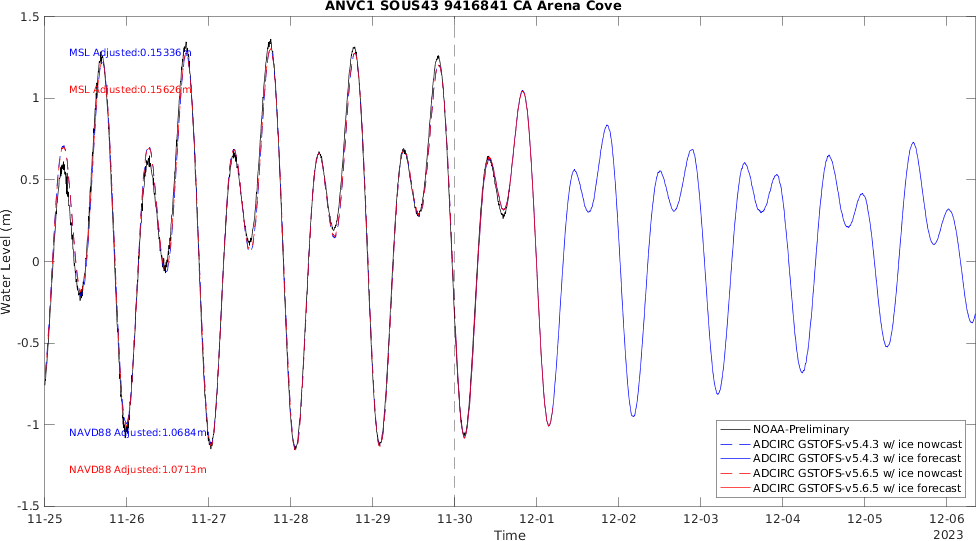 ANVC1 SOUS43 9416841 CA Arena Cove
1.5
1
0.5
0
-0.5
-1
-1.5
Water Level (m)
MSL Adjusted:0.15336m
MSL Adjusted:0.15626m
NAVD88 Adjusted:1.0684m
NAVD88 Adjusted:1.0713m
NOAA-Preliminary
ADCIRC GSTOFS-v5.4.3 w/ ice nowcast
ADCIRC GSTOFS-v5.4.3 w/ ice forecast
ADCIRC GSTOFS-v5.6.5 w/ ice nowcast
ADCIRC GSTOFS-v5.6.5 w/ ice forecast
11-25 11-26 11-27 11-28 11-29 11-30 12-01 12-02 12-03 12-04 12-05 12-06
2023
Time